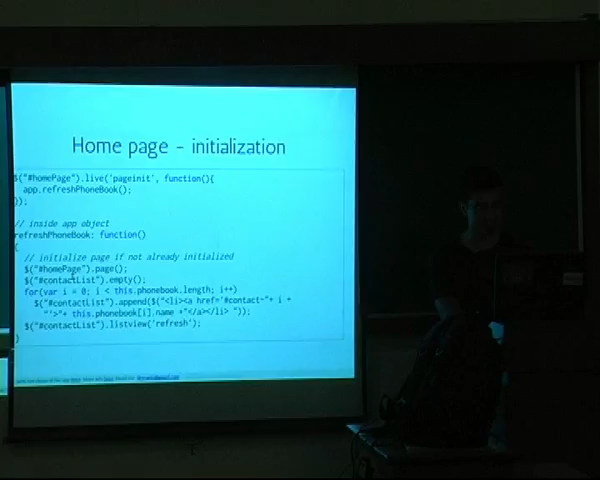 Home page - initialization
$("#homePage").live('pageinit', function(){
app.refreshPhoneBook();
});
// inside app object
refreshPhoneBook: function()
{
// initialize page if not already initialized
$("#homePage").page();
$("#contactList").empty();
for(var i = 0; i < this.phonebook.length; i++)
$("#contactList").append($("<li><a href='#contact-"+ i +
"'>"+ this.phonebook[i].name +"</a></li> "));
$("#contactList").listview('refresh');
}